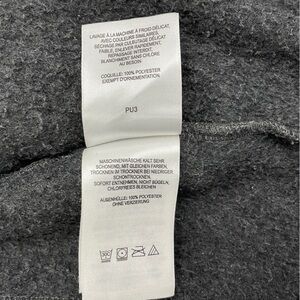 LAVAGE À LA MACHINE À FROID DÉLICAT,
AVEC COULEURS SIMILAIRES,
SÉCHAGE PAR CULBUTAGE DÉLICAT
FAIBLE, ENLEVER RAPIDEMENT,
REPASSAGE INTERDIT,
BLANCHIMENT SANS CHLORE,
AU BESOIN
COQUILLE: 100% POLYESTER
EXEMPT D'ORNEMENTATION.
PU3
MASCHINENWÄSCHE KALT SEHR
SCHONEND, MIT GLEICHEN FARBEN,
TROCKNEN IM TROCKNER BEI NIEDRIGER
SCHONTROCKNEN.
SOFORT ENTNEHMEN, NICHT BÜGELN,
CHLORFREIES BLEICHEN
AUßENHÜLLE: 100% POLYESTER
OHNE VERZIERUNG